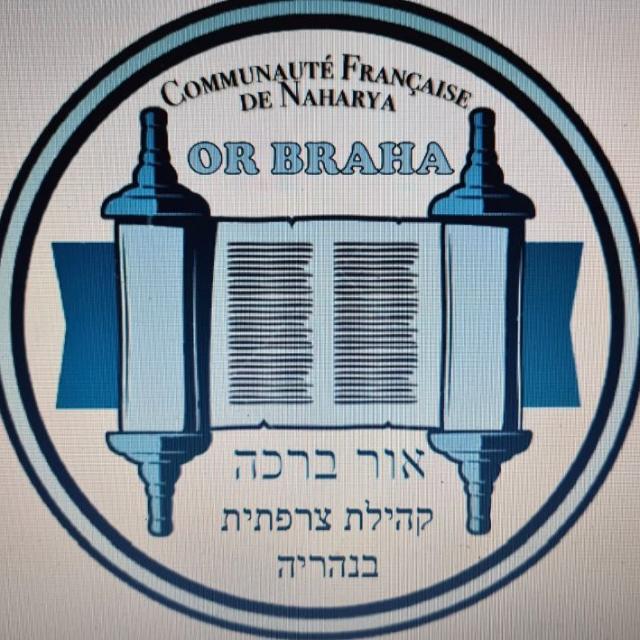 Communauté Française
de Naharya
OR BRAHA
אור ברכה
קהילת צרפתית
בנהריה